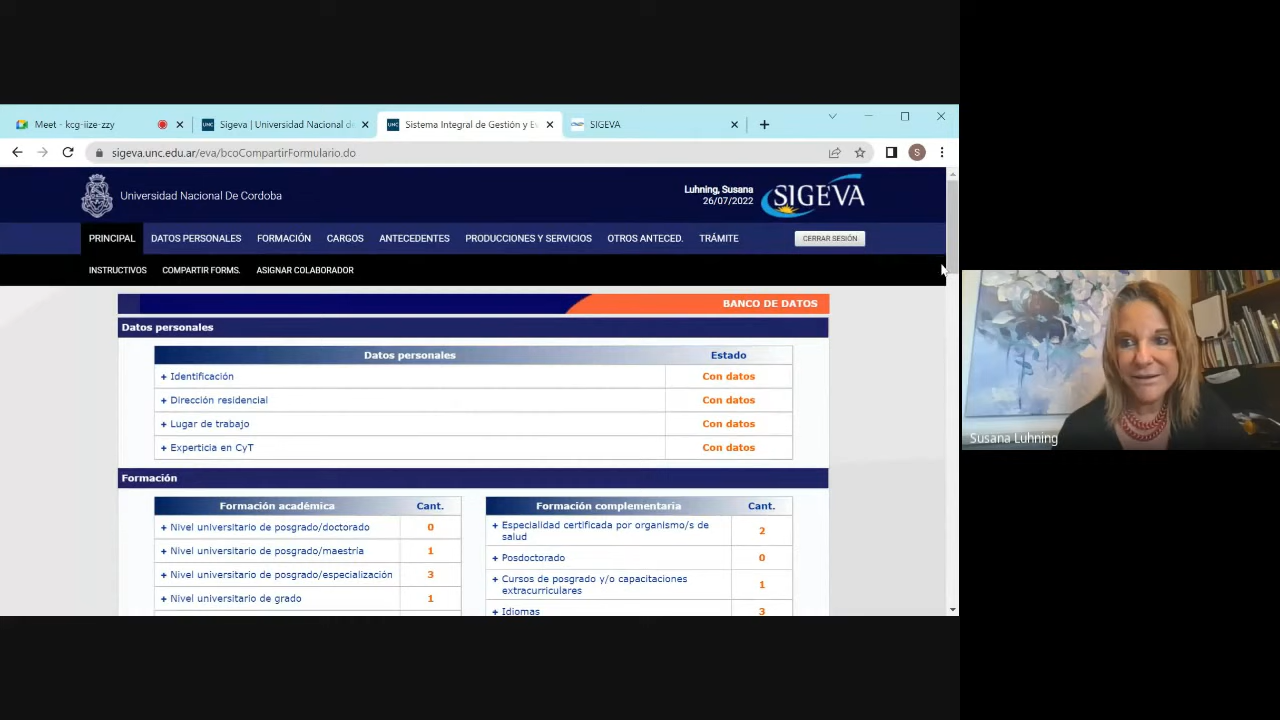 Meet - kcg-iize-zzy
Sigeva | Universidad Nacional de
Sistema Integral de Gestión y Ev
SIGEVA
sigeva.unc.edu.ar/eva/bcoCompartirFormulario.do
S
Universidad Nacional De Cordoba
Luhning, Susana
26/07/2022
SIGEVA
PRINCIPAL DATOS PERSONALES FORMACIÓN CARGOS ANTECEDENTES PRODUCCIONES Y SERVICIOS OTROS ANTECED. TRÁMITE CERRAR SESIÓN
INSTRUCTIVOS COMPARTIR FORMS. ASIGNAR COLABORADOR
BANCO DE DATOS
Datos personales
Datos personales Estado
+ Identificación Con datos
+ Dirección residencial Con datos
+ Lugar de trabajo Con datos
+ Experticia en CyT Con datos
Formación
Formación académica Cant.
+ Nivel universitario de posgrado/doctorado 0
+ Nivel universitario de posgrado/maestría 1
+ Nivel universitario de posgrado/especialización 3
+ Nivel universitario de grado 1
Formación complementaria Cant.
+ Especialidad certificada por organismo/s de
salud 2
+ Posdoctorado 0
+ Cursos de posgrado y/o capacitaciones
extracurriculares 1
+ Idiomas 3
Susana Luhning